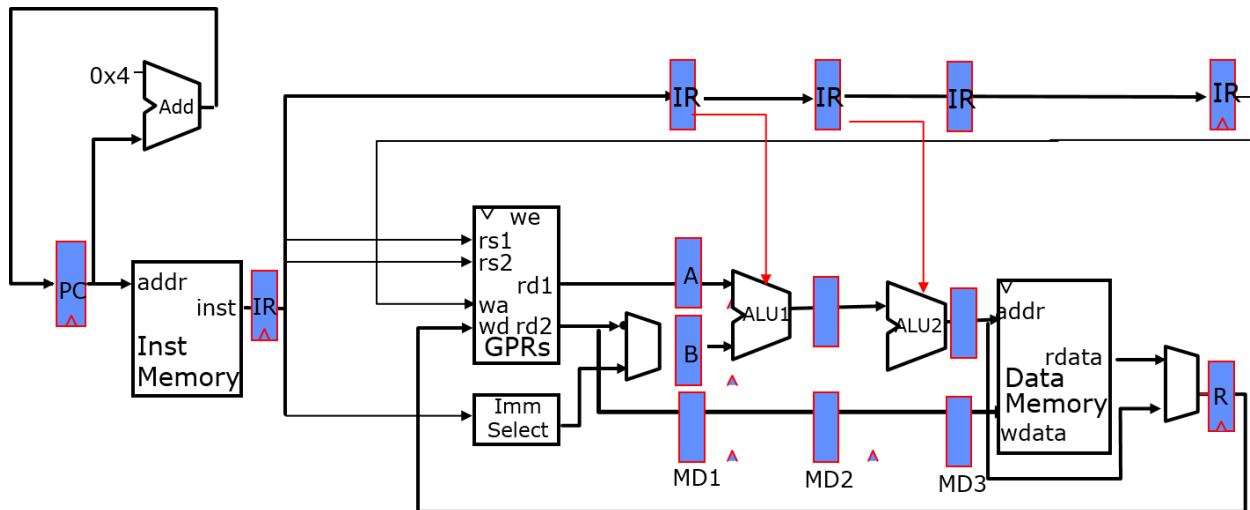 0x4
Add
IR
IR
IR
IR
we
rs1
rs2
rd1
wa
wd rd2
GPRs
PC
addr
inst
IR
Inst
Memory
A
B
ALU1
ALU2
addr
rdata
Data
Memory
wdata
R
Imm
Select
MD1
MD2
MD3